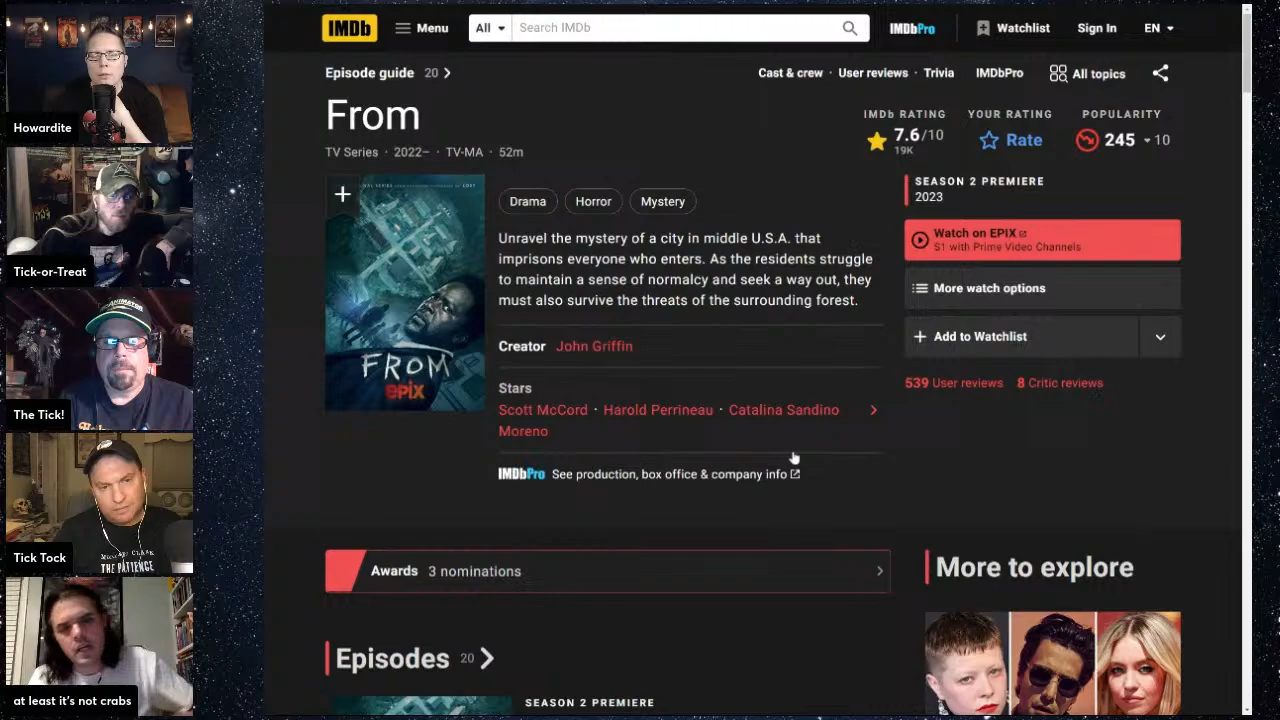 Howardite
Tick-or-Treat
The Tick!
Tick Tock
THE PATIENCE
at least it's not crabs
IMDb
Menu
All
Search IMDb
IMDbPro
Watchlist
Sign In
EN
Episode guide 20
Cast & crew · User reviews · Trivia
IMDbPro
All topics
From
TV Series · 2022– · TV-MA · 52m
IMDb RATING
7.6/10
19K
YOUR RATING
Rate
POPULARITY
245
10
FROM
epix
Drama
Horror
Mystery
Unravel the mystery of a city in middle U.S.A. that
imprisons everyone who enters. As the residents struggle
to maintain a sense of normalcy and seek a way out, they
must also survive the threats of the surrounding forest.
Creator John Griffin
Stars
Scott McCord · Harold Perrineau · Catalina Sandino
Moreno
IMDbPro See production, box office & company info
SEASON 2 PREMIERE
2023
Watch on EPIX
$1 with Prime Video Channels
More watch options
Add to Watchlist
539 User reviews
8 Critic reviews
Awards 3 nominations
More to explore
Episodes 20
SEASON 2 PREMIERE